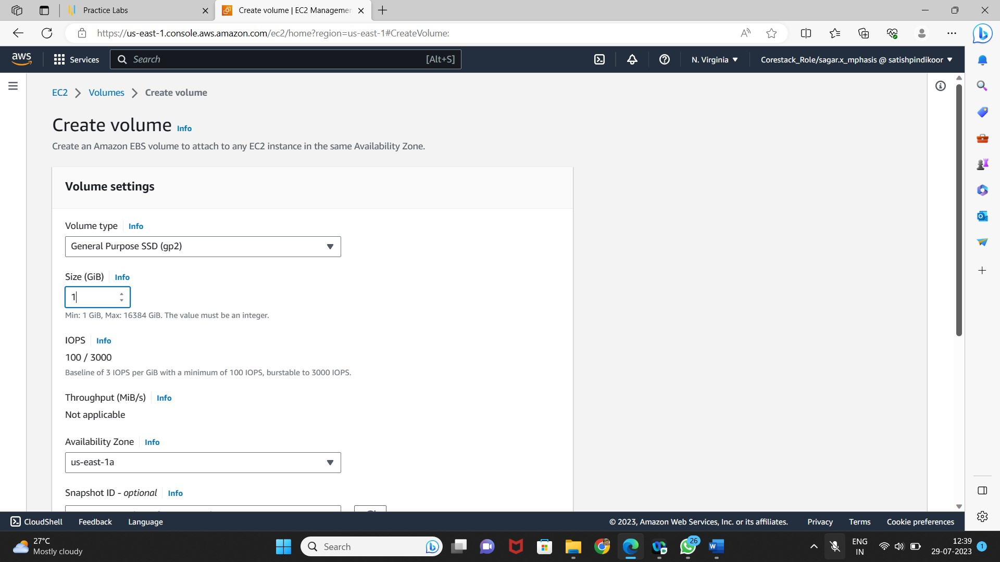 Practice Labs
Create volume | EC2 Managemen
https://us-east-1.console.aws.amazon.com/ec2/home?region=us-east-1#CreateVolume:
aws
Services
Search
[Alt+S]
N. Virginia
Corestack_Role/sagar.x_mphasis @ satishpindikoor
EC2 > Volumes > Create volume
Create volume Info
Create an Amazon EBS volume to attach to any EC2 instance in the same Availability Zone.
Volume settings
Volume type Info
General Purpose SSD (gp2)
Size (GiB) Info
1
Min: 1 GiB, Max: 16384 GiB. The value must be an integer.
IOPS Info
100 / 3000
Baseline of 3 IOPS per GiB with a minimum of 100 IOPS, burstable to 3000 IOPS.
Throughput (MiB/s) Info
Not applicable
Availability Zone Info
us-east-1a
Snapshot ID - optional Info
CloudShell
Feedback
Language
© 2023, Amazon Web Services, Inc. or its affiliates.
Privacy
Terms
Cookie preferences
27°C
Mostly cloudy
Search
26
ENG
IN
12:39
29-07-2023
1